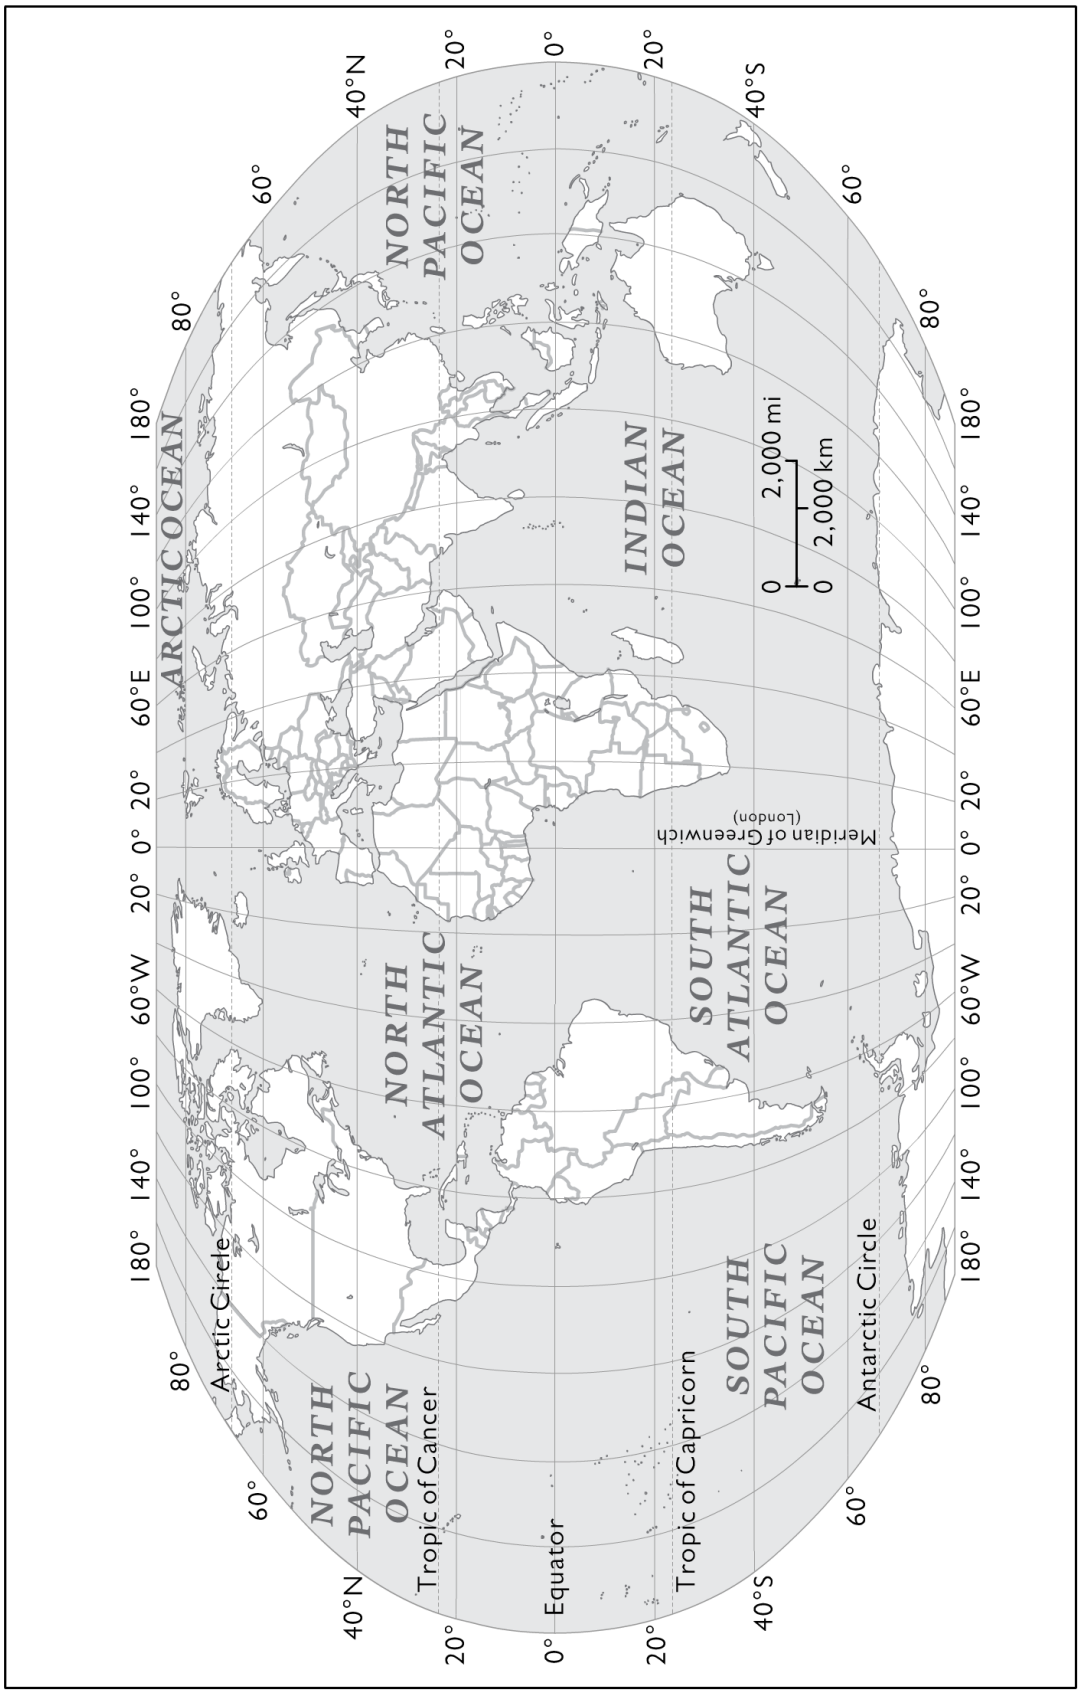 180° 140° 100° 60°W 20° 0° 20° 60°E 100° 140° 180°
80° ARCTIC OCEAN 80°
Arctic Circle
60° 60°
NORTH
PACIFIC
OCEAN
40°N 40°N
NORTH
ATLANTIC
OCEAN
NORTH
PACIFIC
OCEAN
Tropic of Cancer
20° 20°
0° Equator 0°
INDIAN
OCEAN
20° 20°
Tropic of Capricorn
SOUTH
PACIFIC
OCEAN
SOUTH
ATLANTIC
OCEAN
Meridian of Greenwich
(London)
40°S 40°S
0 2,000 mi
0 2,000 km
60° 60°
Antarctic Circle
80° 80°
180° 140° 100° 60°W 20° 0° 20° 60°E 100° 140° 180°